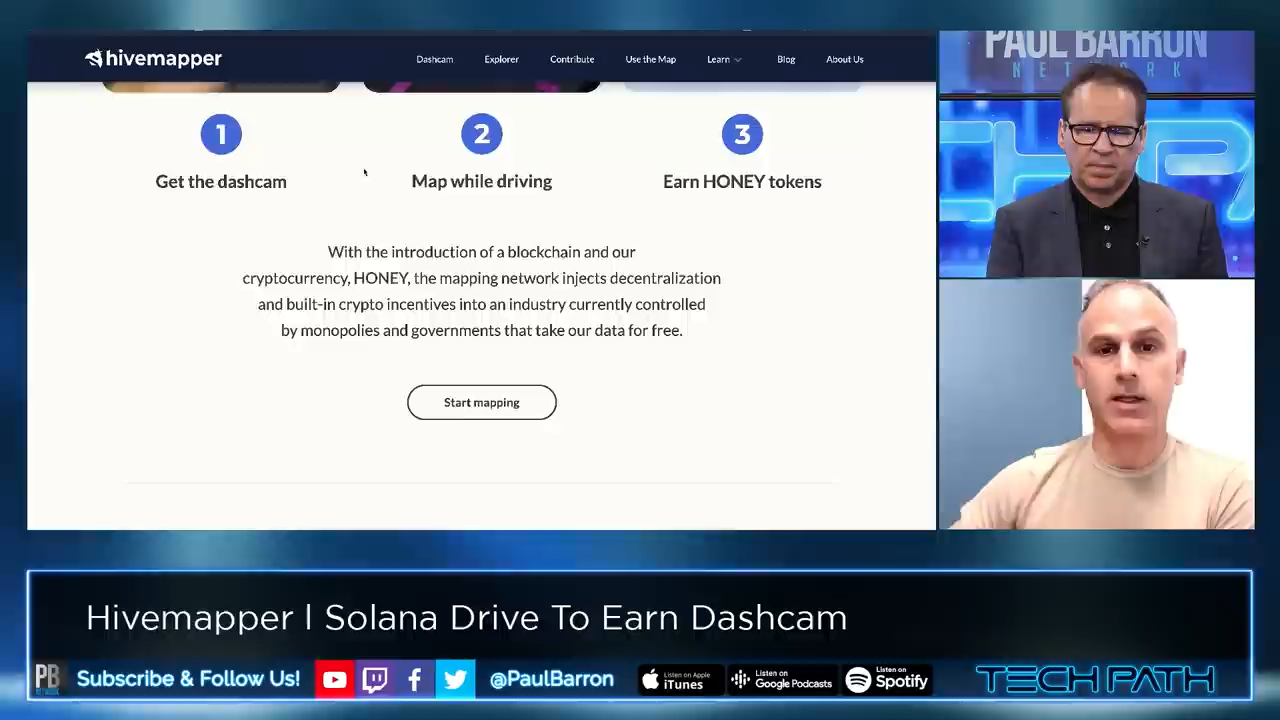 hivemapper
Dashcam
Explorer
Contribute
Use the Map
Learn
Blog
About Us
PAUL BARRON
NETWORK
1
2
3
Get the dashcam
Map while driving
Earn HONEY tokens
With the introduction of a blockchain and our
cryptocurrency, HONEY, the mapping network injects decentralization
and built-in crypto incentives into an industry currently controlled
by monopolies and governments that take our data for free.
Start mapping
Hivemapper | Solana Drive To Earn Dashcam
PB
NETWORK
Subscribe & Follow Us!
@PaulBarron
Listen on Apple
iTunes
Listen on
Google Podcasts
Listen on
Spotify
TECH PATH